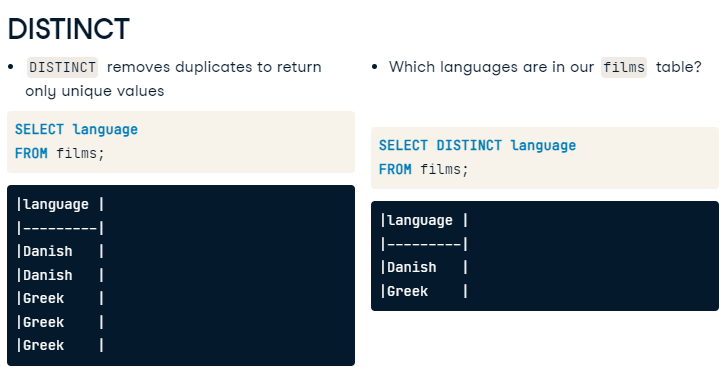 DISTINCT
• DISTINCT removes duplicates to return
only unique values
SELECT language
FROM films;
|language |
|---------|
|Danish   |
|Danish   |
|Greek    |
|Greek    |
|Greek    |
• Which languages are in our films table?
SELECT DISTINCT language
FROM films;
|language |
|---------|
|Danish   |
|Greek    |